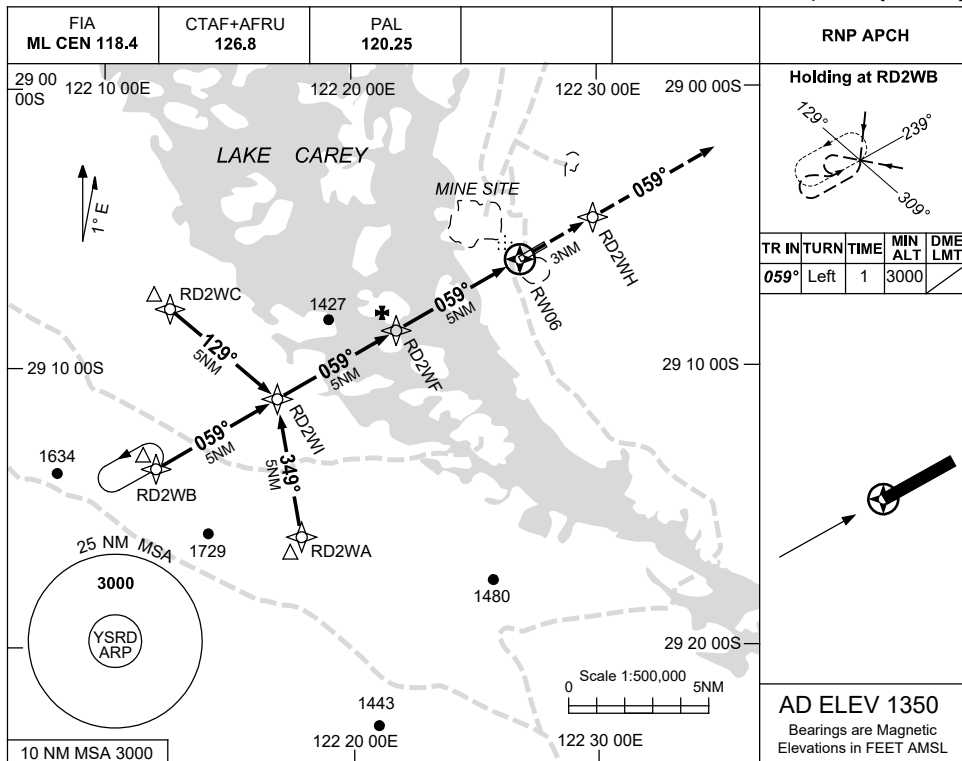 FIA
ML CEN 118.4
CTAF+AFRU
126.8
PAL
120.25
RNP APCH
29 00
00S
122 10 00E
122 20 00E
122 30 00E
29 00 00S
LAKE CAREY
MINE SITE
1° E
059°
3NM
RD2WH
RW06
059°
5NM
RD2WC
1427
129°
5NM
059°
5NM
RD2WF
29 10 00S
29 10 00S
RD2WI
059°
5NM
349°
5NM
1634
RD2WB
1729
RD2WA
25 NM MSA
3000
YSRD
ARP
1480
29 20 00S
Scale 1:500,000
0
5NM
1443
122 20 00E
122 30 00E
10 NM MSA 3000
Holding at RD2WB
129°
239°
309°
TR IN TURN TIME MIN ALT DME LMT
059° Left 1 3000
AD ELEV 1350
Bearings are Magnetic
Elevations in FEET AMSL